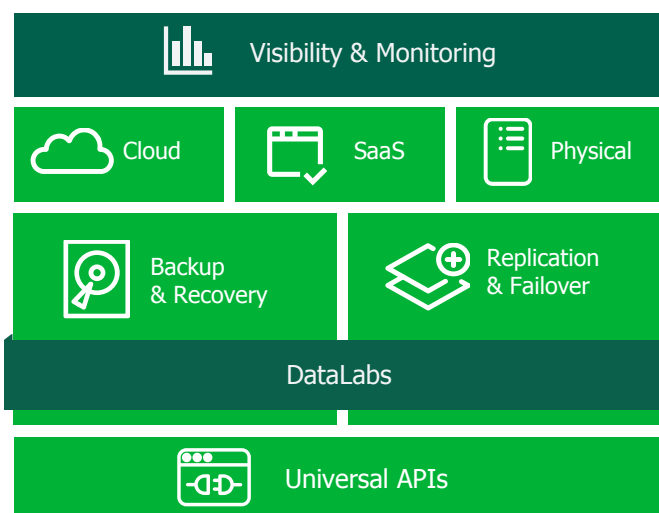 Visibility & Monitoring
Cloud
SaaS
Physical
Backup
& Recovery
Replication
& Failover
DataLabs
Universal APIs